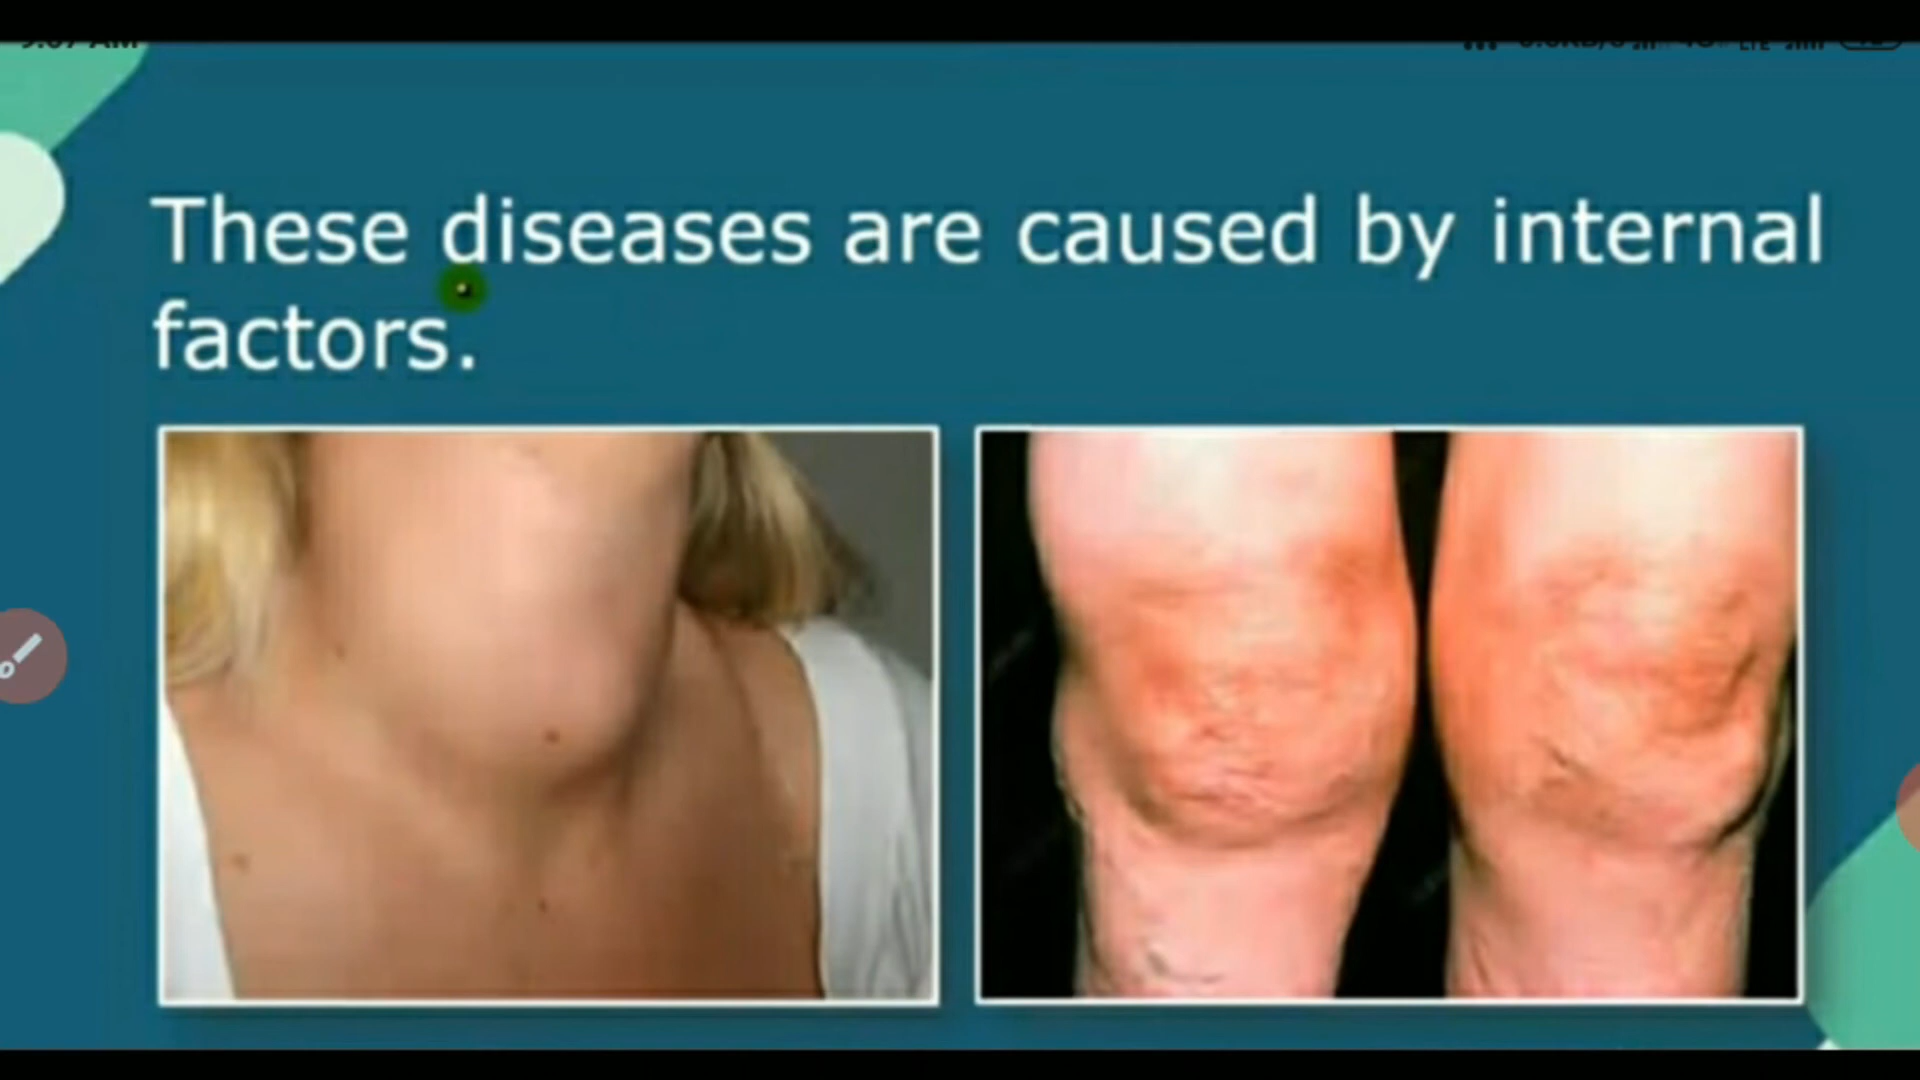 These diseases are caused by internal
factors.